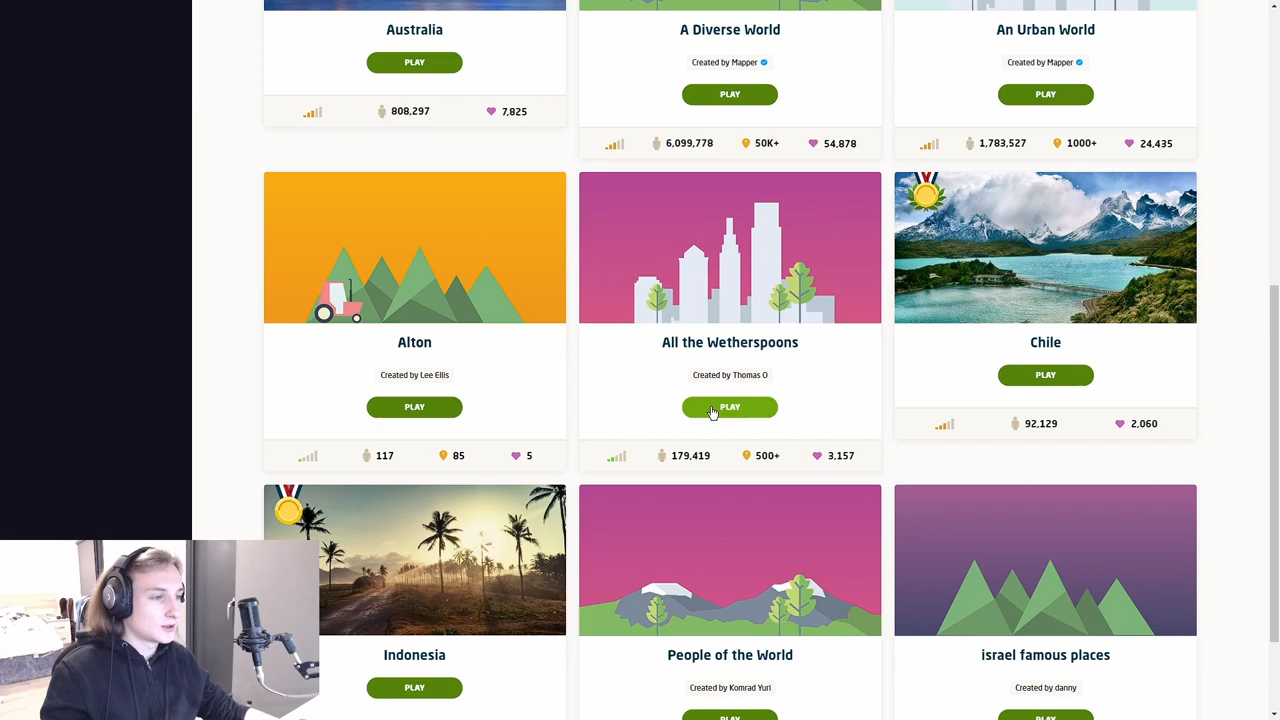 Australia
PLAY
808,297 7,825
A Diverse World
Created by Mapper
PLAY
6,099,778 50K+ 54,878
An Urban World
Created by Mapper
PLAY
1,783,527 1000+ 24,435
Alton
Created by Lee Ellis
PLAY
117 85 5
All the Wetherspoons
Created by Thomas O
PLAY
179,419 500+ 3,157
Chile
PLAY
92,129 2,060
Indonesia
PLAY
People of the World
Created by Komrad Yuri
PLAY
israel famous places
Created by danny
PLAY